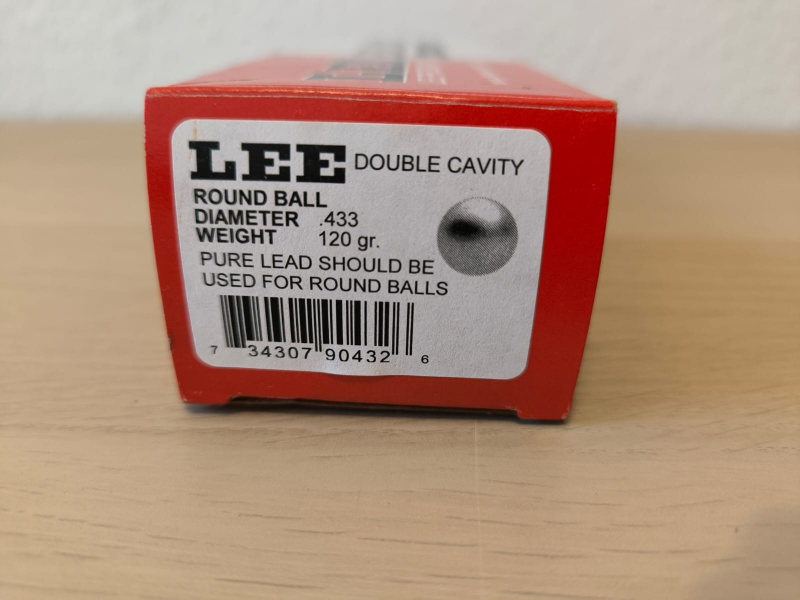 LEE DOUBLE CAVITY
ROUND BALL
DIAMETER .433
WEIGHT 120 gr.
PURE LEAD SHOULD BE
USED FOR ROUND BALLS
7 34307 90432 6